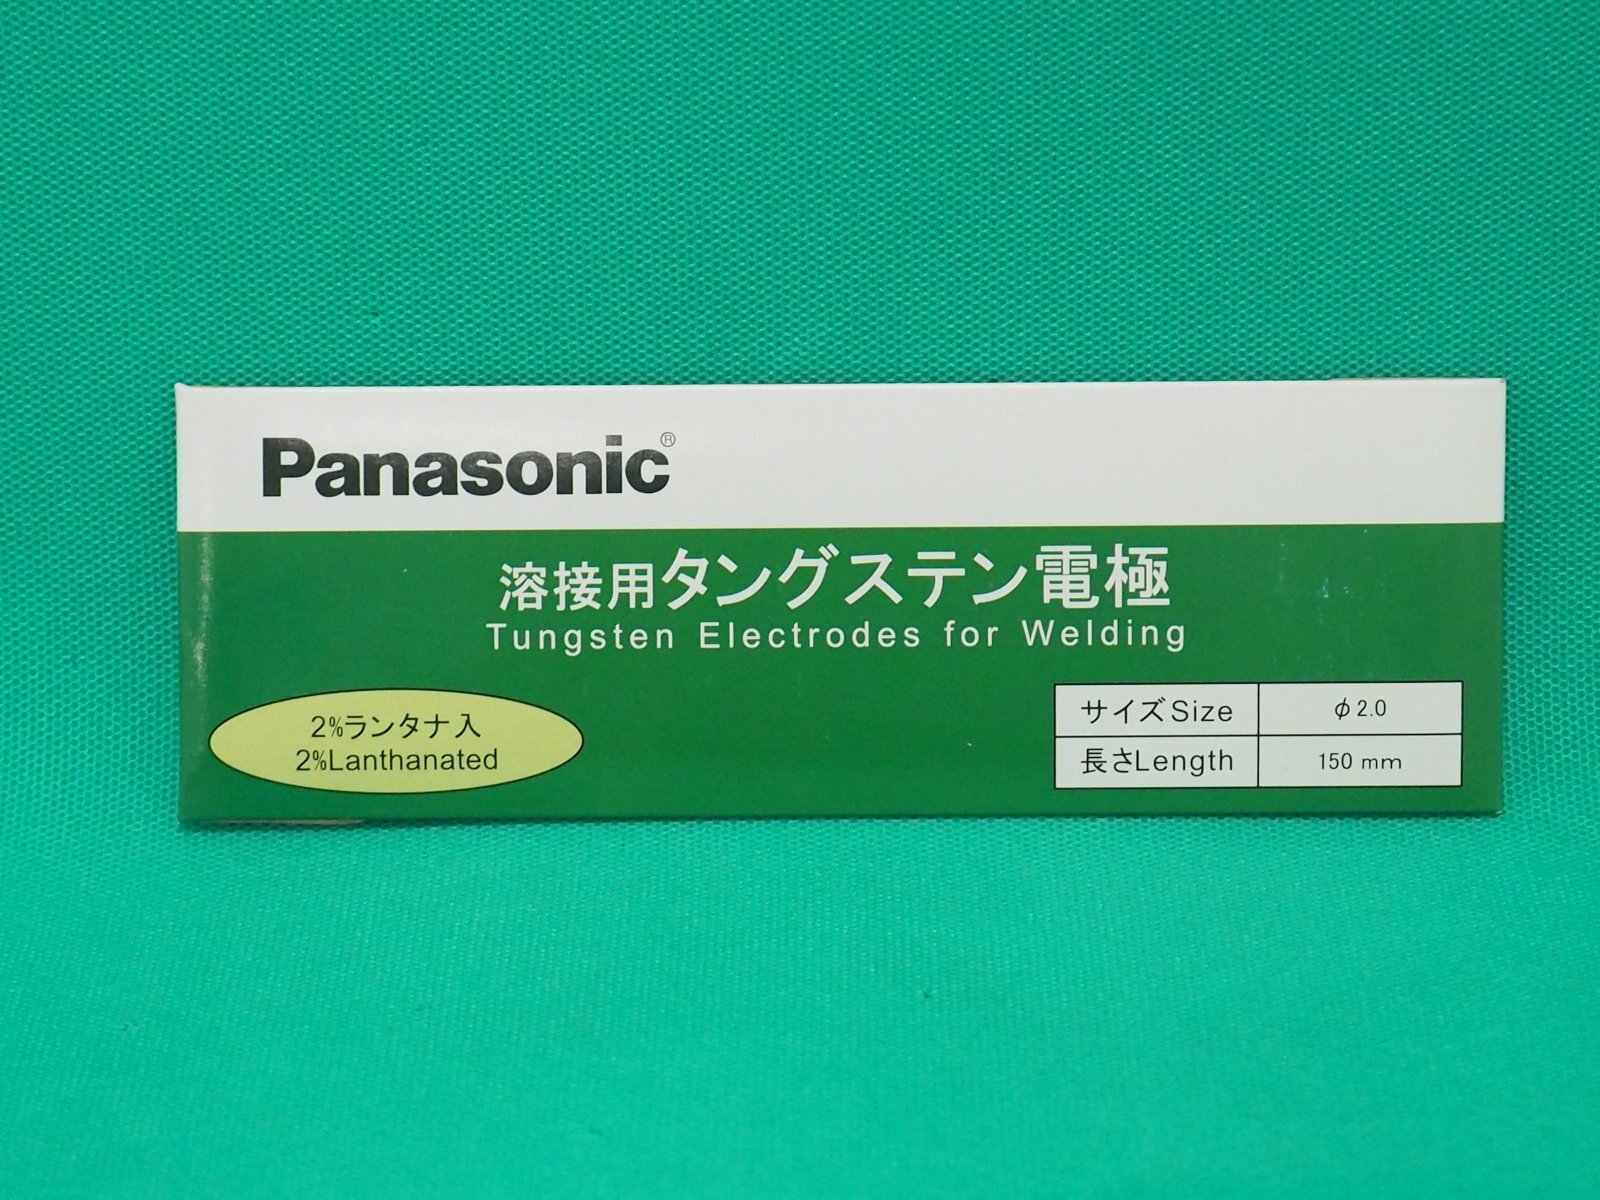 Panasonic®
溶接用タングステン電極
Tungsten Electrodes for Welding
2%ランタナ入
2%Lanthanated
サイズSize φ2.0
長さLength 150 mm